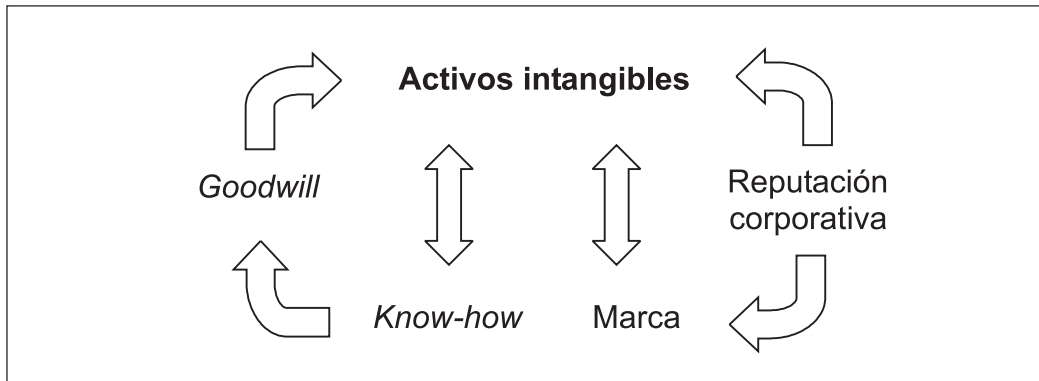 Activos intangibles
Goodwill
Reputación
corporativa
Know-how
Marca